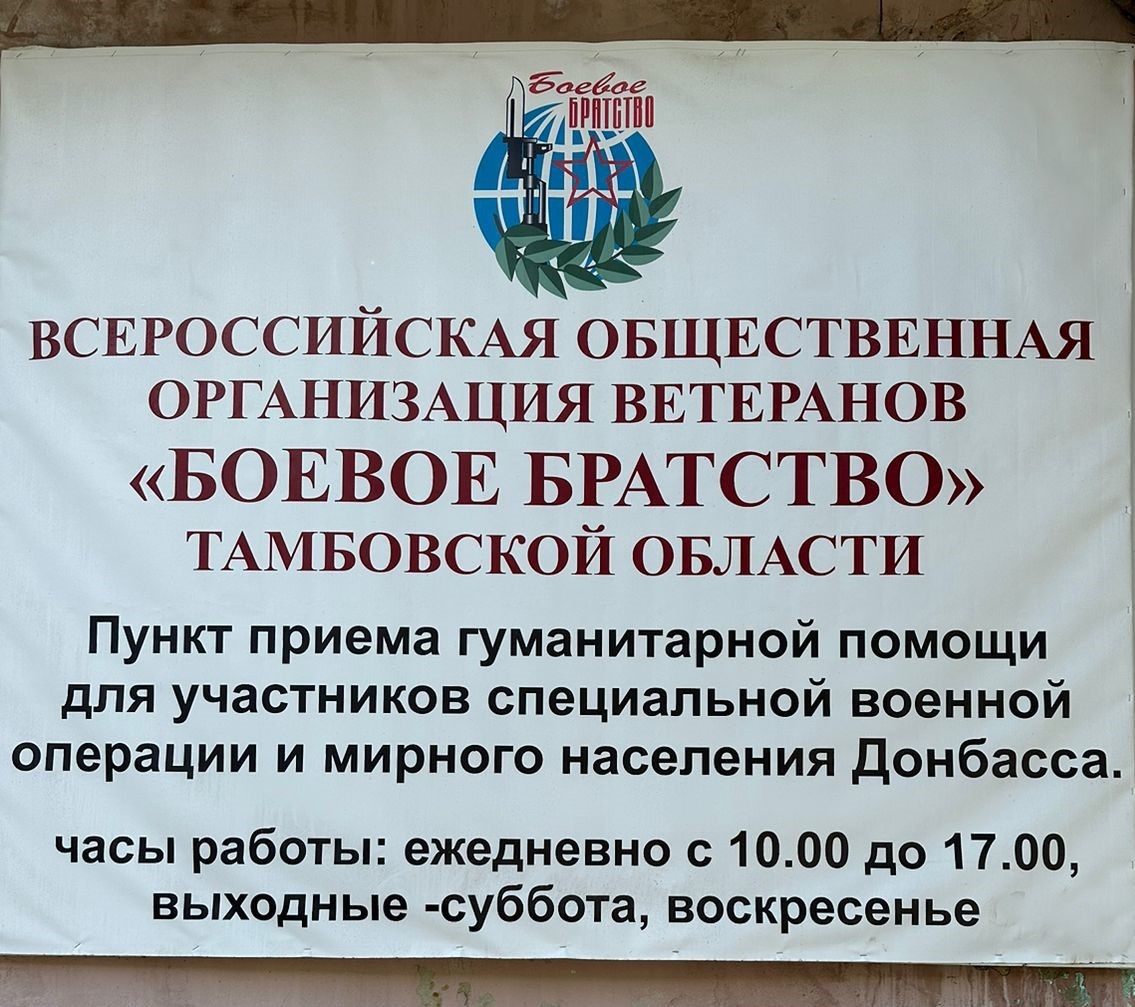 Боевое
БРАТСТВО
ВСЕРОССИЙСКАЯ ОБЩЕСТВЕННАЯ
ОРГАНИЗАЦИЯ ВЕТЕРАНОВ
«БОЕВОЕ БРАТСТВО»
ТАМБОВСКОЙ ОБЛАСТИ
Пункт приема гуманитарной помощи
для участников специальной военной
операции и мирного населения Донбасса.
часы работы: ежедневно с 10.00 до 17.00,
выходные -суббота, воскресенье